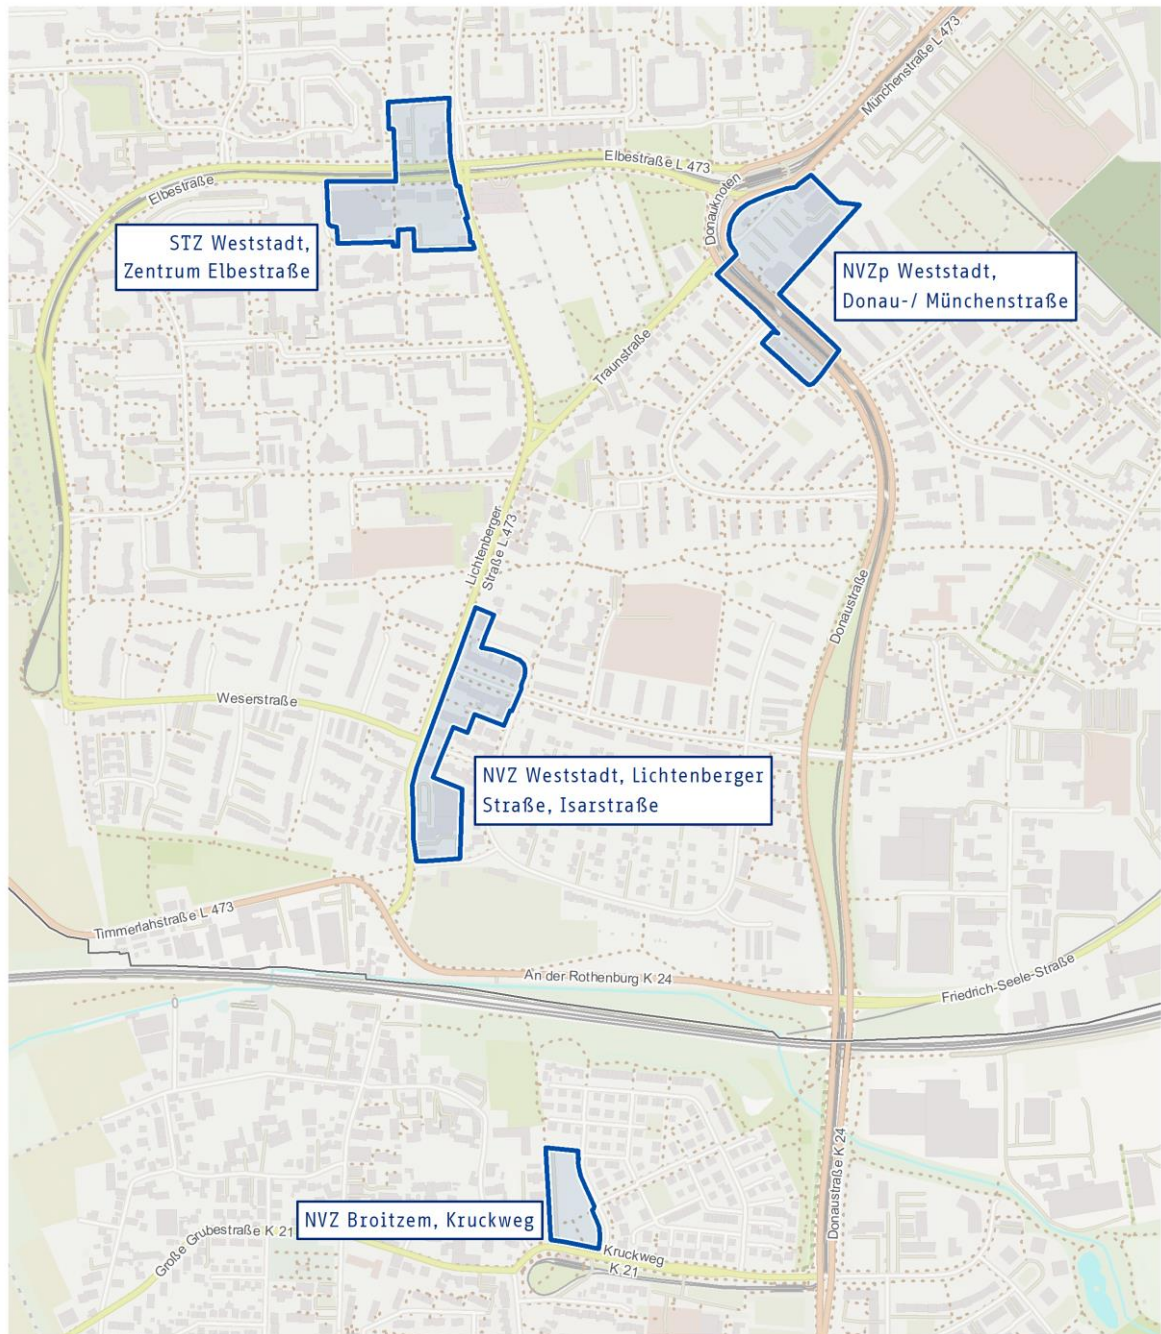 Münchenstraße L 473
Elbestraße L 473
Elbestraße
Donauknoten
STZ Weststadt,
Zentrum Elbestraße
NVZp Weststadt,
Donau-/ Münchenstraße
Traunstraße
Lichtenberger
Straße L 473
Donaustraße
Weserstraße
NVZ Weststadt, Lichtenberger
Straße, Isarstraße
Timmerlahstraße L 473
An der Rothenburg K 24
Friedrich-Seele-Straße
Donaustraße K 24
NVZ Broitzem, Kruckweg
Große Grubestraße K 21
Kruckweg
K 21